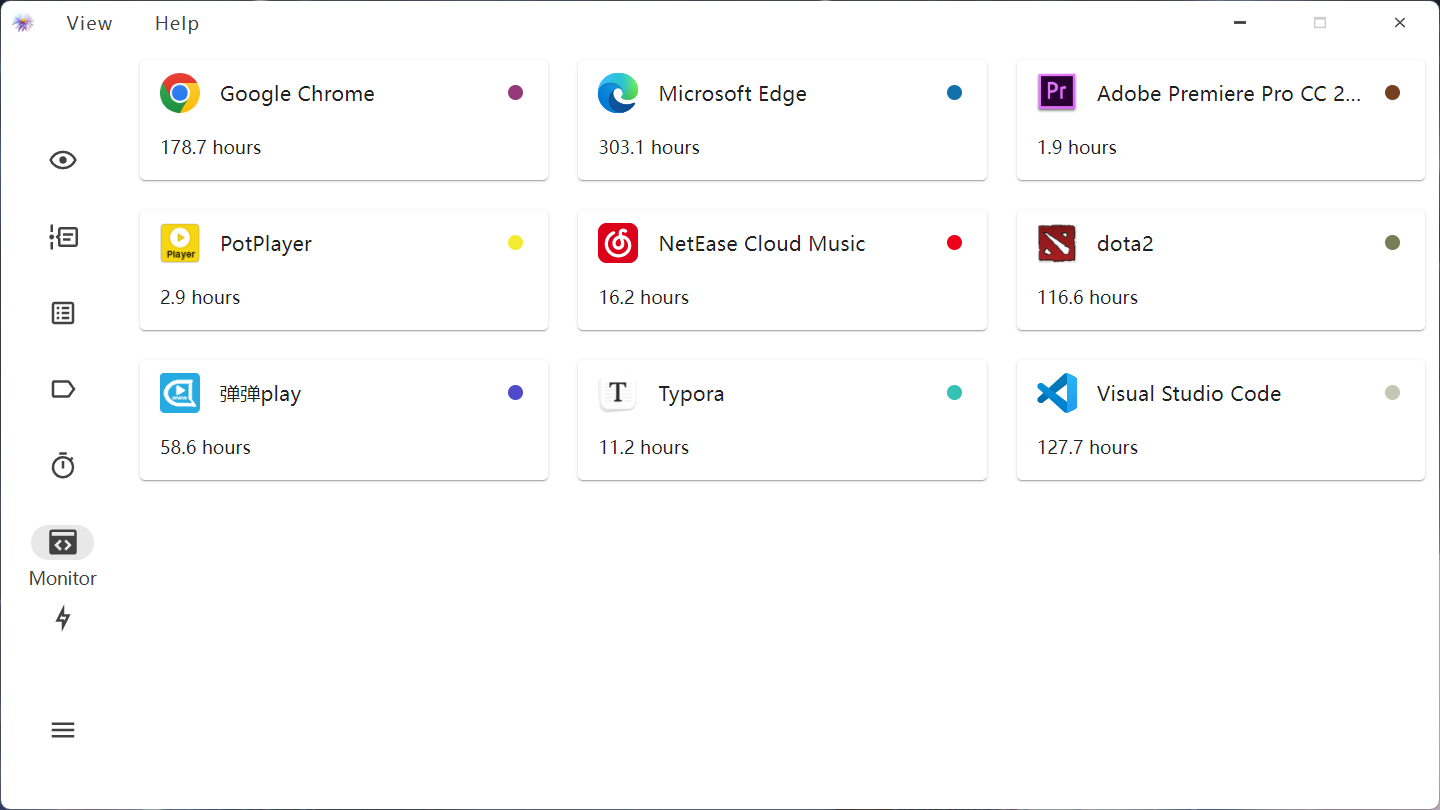 View Help
Google Chrome
178.7 hours
Microsoft Edge
303.1 hours
Pr
Adobe Premiere Pro CC 2...
1.9 hours
Player
PotPlayer
2.9 hours
NetEase Cloud Music
16.2 hours
dota2
116.6 hours
www
弹弹play
58.6 hours
T
Typora
11.2 hours
Visual Studio Code
127.7 hours
Monitor